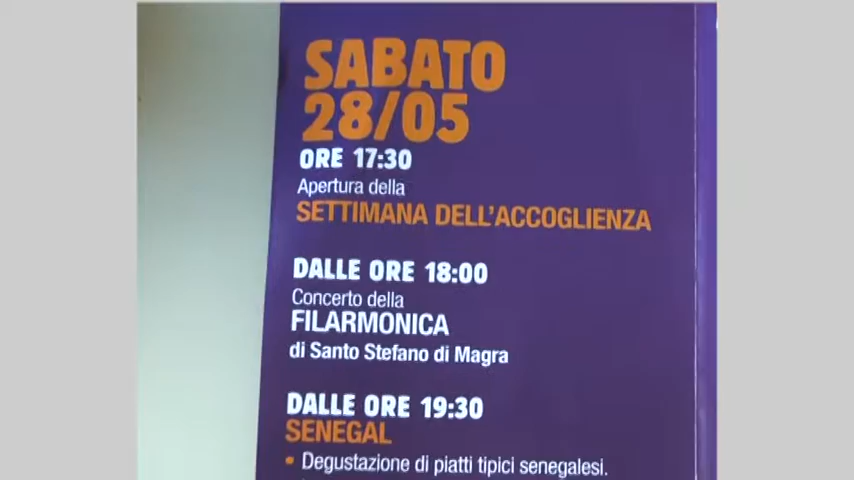 SABATO
28/05
ORE 17:30
Apertura della
SETTIMANA DELL'ACCOGLIENZA
DALLE ORE 18:00
Concerto della
FILARMONICA
di Santo Stefano di Magra
DALLE ORE 19:30
SENEGAL
• Degustazione di piatti tipici senegalesi.